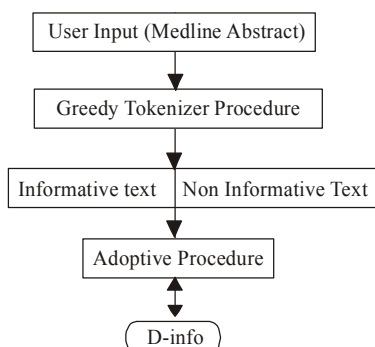 User Input (Medline Abstract)
Greedy Tokenizer Procedure
Informative text Non Informative Text
Adoptive Procedure
D-info